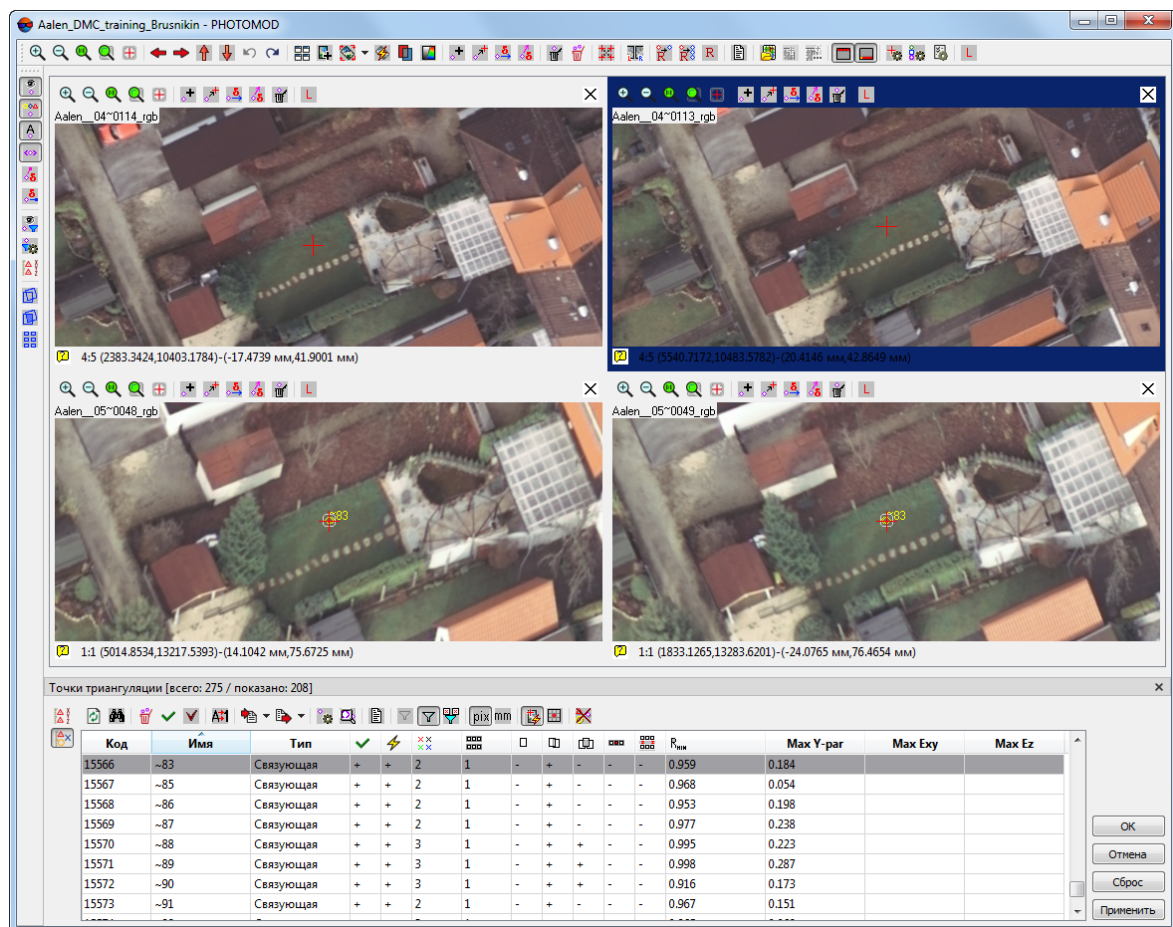 Aalen_DMC_training_Brusnikin - PHOTOMOD
Aalen__04~0114_rgb
4:5 (2383.3424,10403.1784)-(-17.4739 мм,41.9001 мм)
Aalen__04~0113_rgb
4:5 (5540.7172,10483.5782)-(20.4146 мм,42.8649 мм)
Aalen__05~0048_rgb
~83
1:1 (5014.8534,13217.5393)-(14.1042 мм,75.6725 мм)
Aalen__05~0049_rgb
~83
1:1 (1833.1265,13283.6201)-(-24.0765 мм,76.4654 мм)
Точки триангуляции [всего: 275 / показано: 208]
pix mm
Код Имя Тип Rмин Max Y-par Max Exy Max Ez
15566 ~83 Связующая + + 2 1 - + - - - 0.959 0.184
15567 ~85 Связующая + + 2 1 - + - - - 0.968 0.054
15568 ~86 Связующая + + 2 1 - + - - - 0.953 0.198
15569 ~87 Связующая + + 2 1 - + - - - 0.977 0.238
15570 ~88 Связующая + + 3 1 - + + - - 0.995 0.223
15571 ~89 Связующая + + 3 1 - + + - - 0.998 0.287
15572 ~90 Связующая + + 3 1 - + + - - 0.916 0.173
15573 ~91 Связующая + + 2 1 - + - - - 0.967 0.151
OK
Отмена
Сброс
Применить